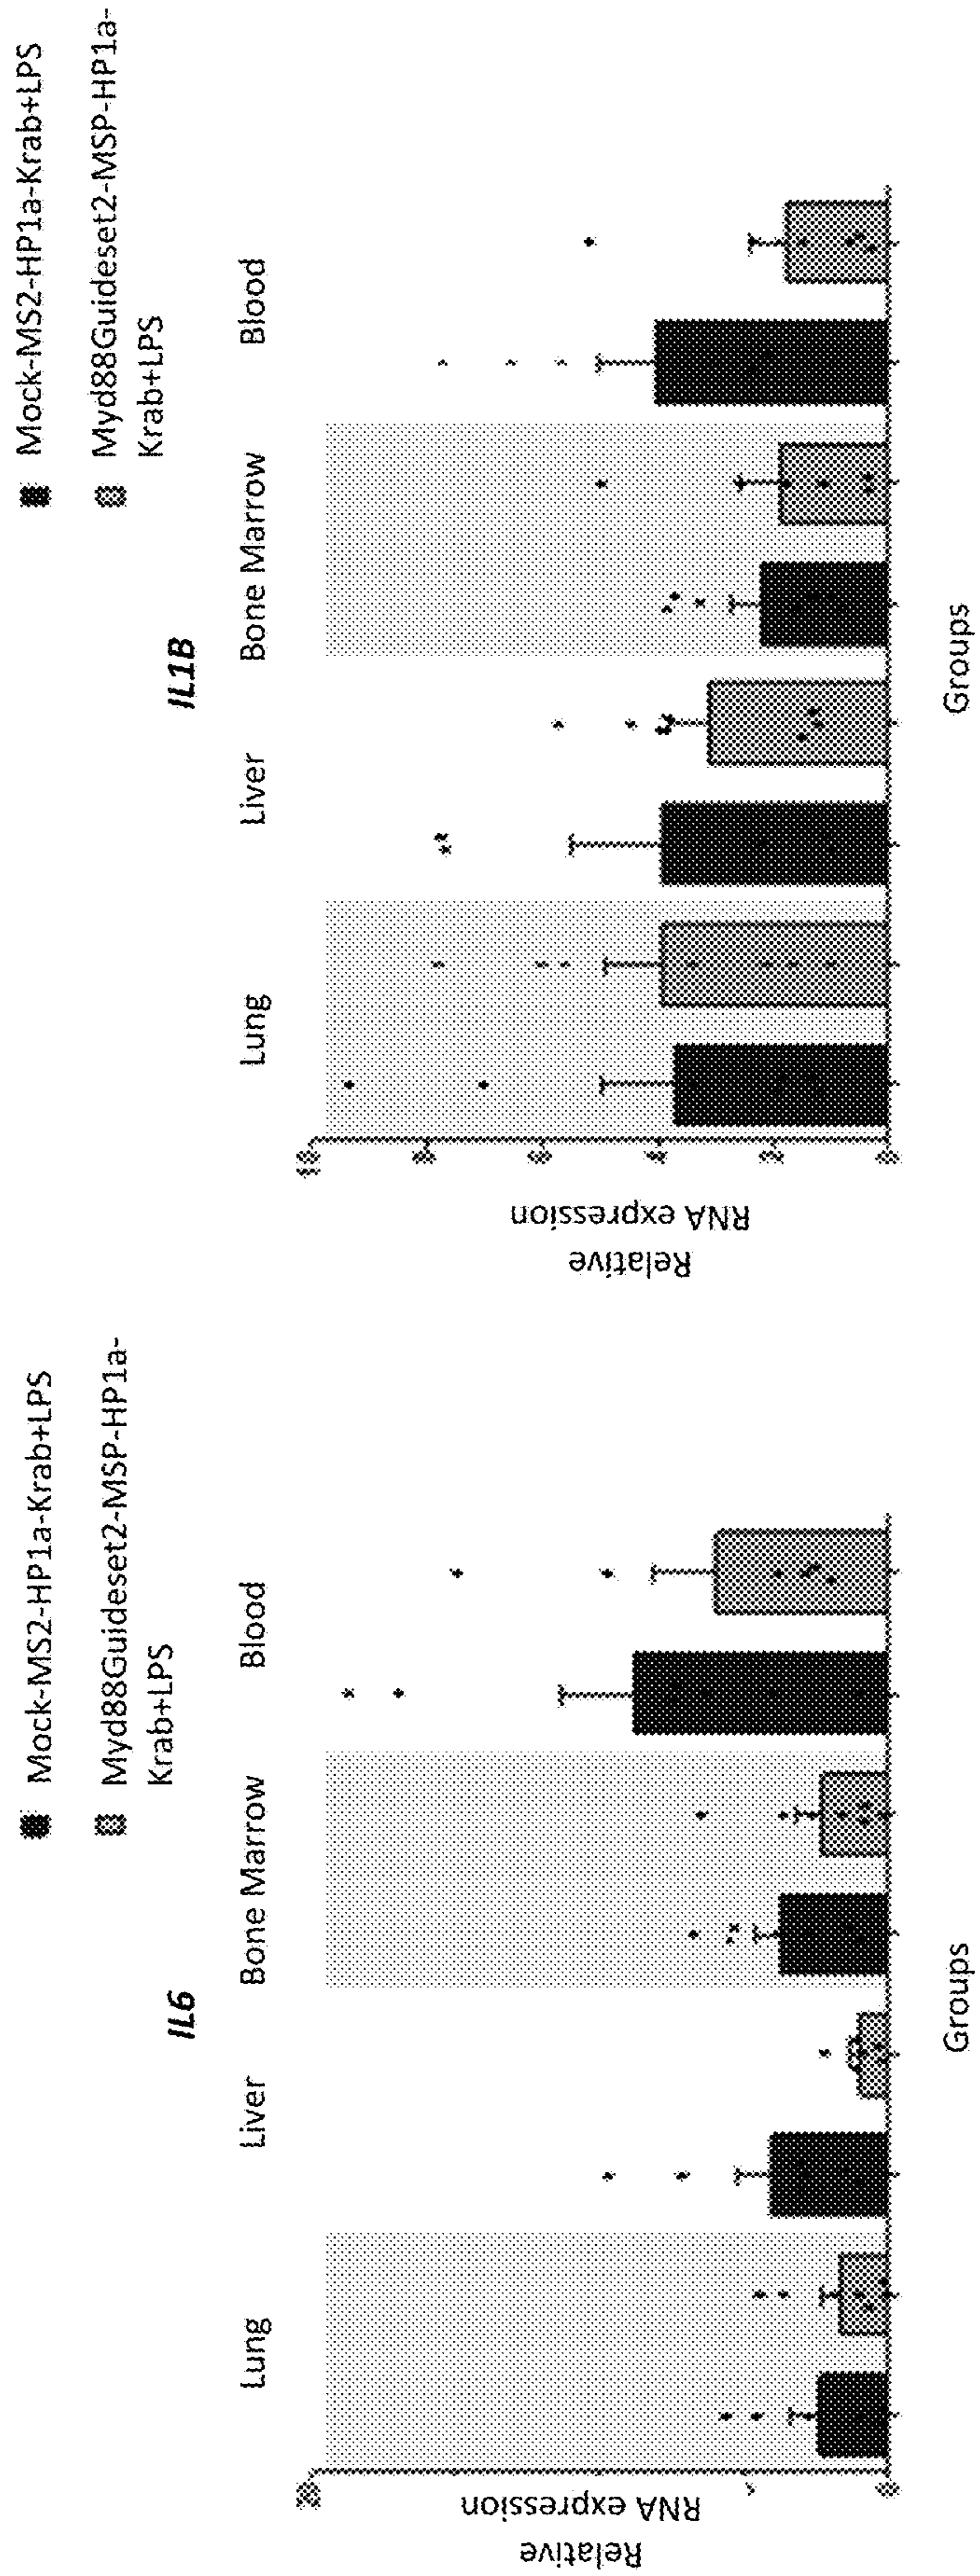 Mock-MS2-HP1a-Krab+LPS
Myd88Guideset2-MSP-HP1a-
Krab+LPS
IL6
Lung
Liver
Bone Marrow
Blood
Relative
RNA expression
Groups
Mock-MS2-HP1a-Krab+LPS
Myd88Guideset2-MSP-HP1a-
Krab+LPS
IL1B
Lung
Liver
Bone Marrow
Blood
Relative
RNA expression
Groups